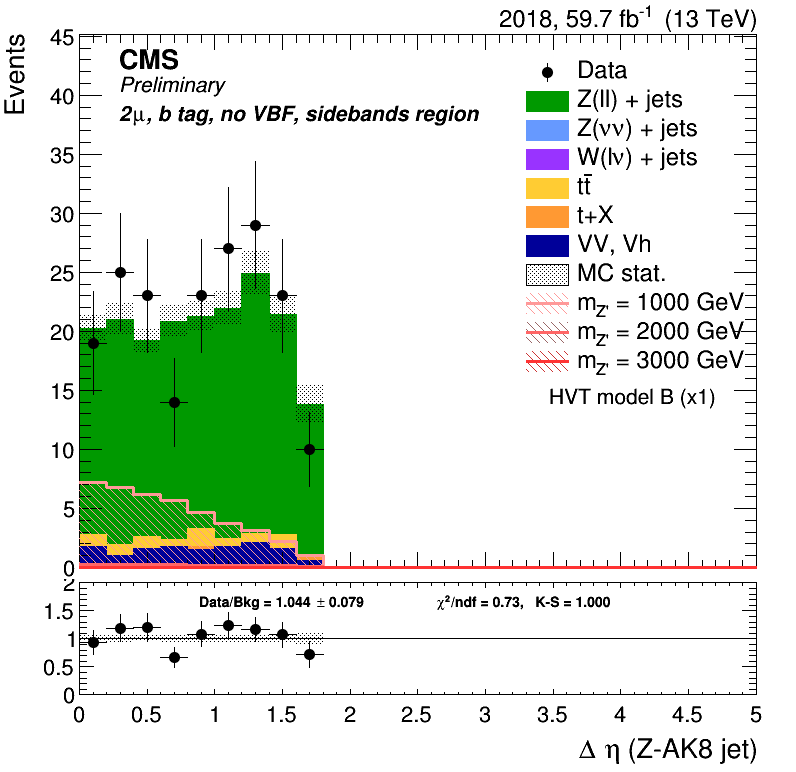 2018, 59.7 fb⁻¹ (13 TeV)
Events
CMS
Preliminary
2μ, b tag, no VBF, sidebands region
Data
Z(ll) + jets
Z(νν) + jets
W(lν) + jets
tt̄
t+X
VV, Vh
MC stat.
m_Z' = 1000 GeV
m_Z' = 2000 GeV
m_Z' = 3000 GeV
HVT model B (x1)
45
40
35
30
25
20
15
10
5
0
Data/Bkg = 1.044 ± 0.079
χ²/ndf = 0.73, K-S = 1.000
2
1.5
1
0.5
0
0 0.5 1 1.5 2 2.5 3 3.5 4 4.5 5
Δ η (Z-AK8 jet)